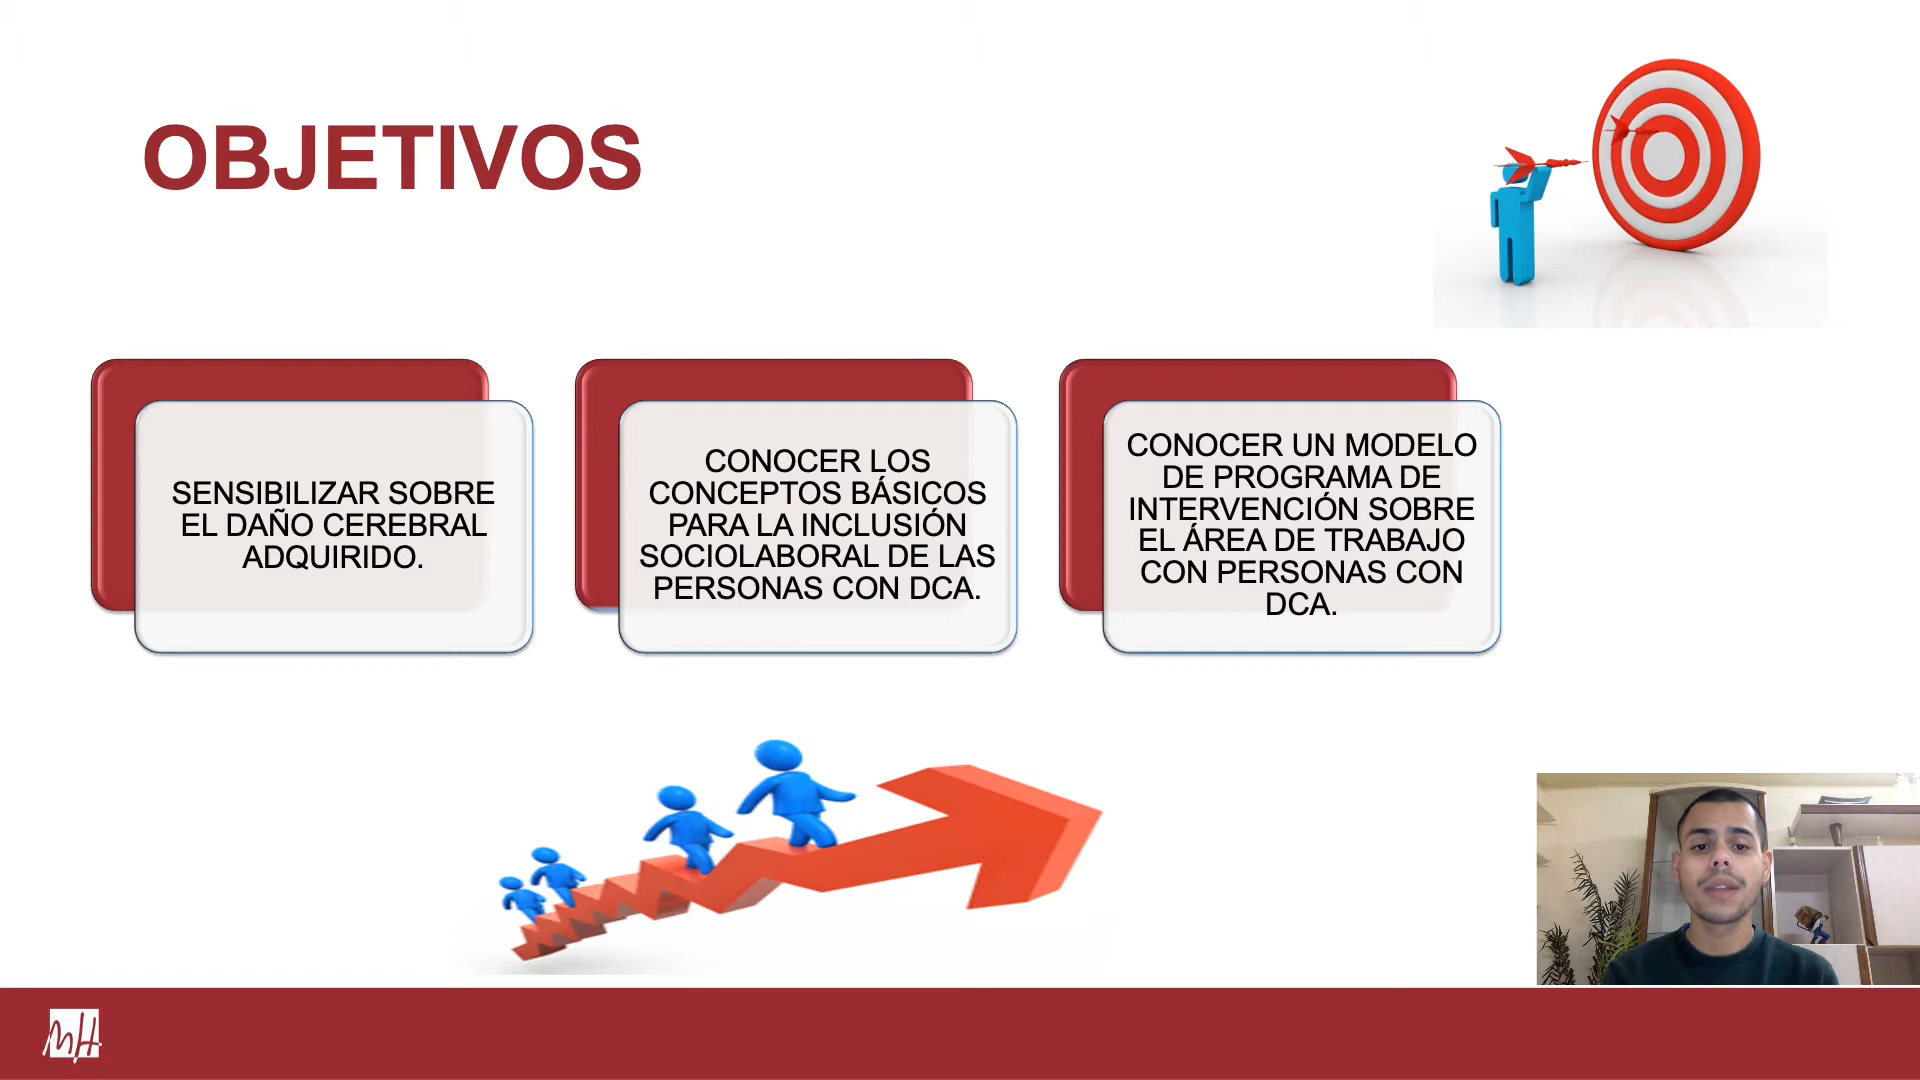 OBJETIVOS
SENSIBILIZAR SOBRE
EL DAÑO CEREBRAL
ADQUIRIDO.
CONOCER LOS
CONCEPTOS BÁSICOS
PARA LA INCLUSIÓN
SOCIOLABORAL DE LAS
PERSONAS CON DCA.
CONOCER UN MODELO
DE PROGRAMA DE
INTERVENCIÓN SOBRE
EL ÁREA DE TRABAJO
CON PERSONAS CON
DCA.
MH